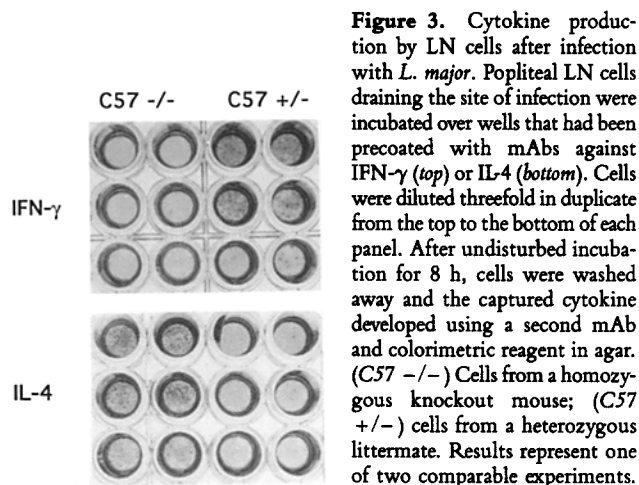 C57 -/- C57 +/-
IFN-γ
IL-4
Figure 3. Cytokine produc-
tion by LN cells after infection
with L. major. Popliteal LN cells
draining the site of infection were
incubated over wells that had been
precoated with mAbs against
IFN-γ (top) or IL-4 (bottom). Cells
were diluted threefold in duplicate
from the top to the bottom of each
panel. After undisturbed incuba-
tion for 8 h, cells were washed
away and the captured cytokine
developed using a second mAb
and colorimetric reagent in agar.
(C57 −/−) Cells from a homozy-
gous knockout mouse; (C57
+/−) cells from a heterozygous
littermate. Results represent one
of two comparable experiments.